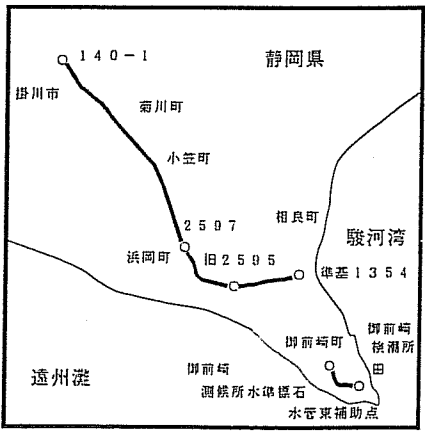 140-1
静岡県
掛川市
菊川町
小笠町
2597
相良町
駿河湾
浜岡町
旧2595
準基1354
御前崎
検潮所
御前崎町
遠州灘
御前崎
測候所水準標石
水管東補助点